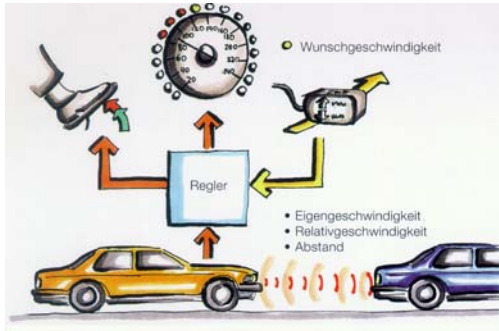 Wunschgeschwindigkeit
Regler
• Eigengeschwindigkeit
• Relativgeschwindigkeit
• Abstand